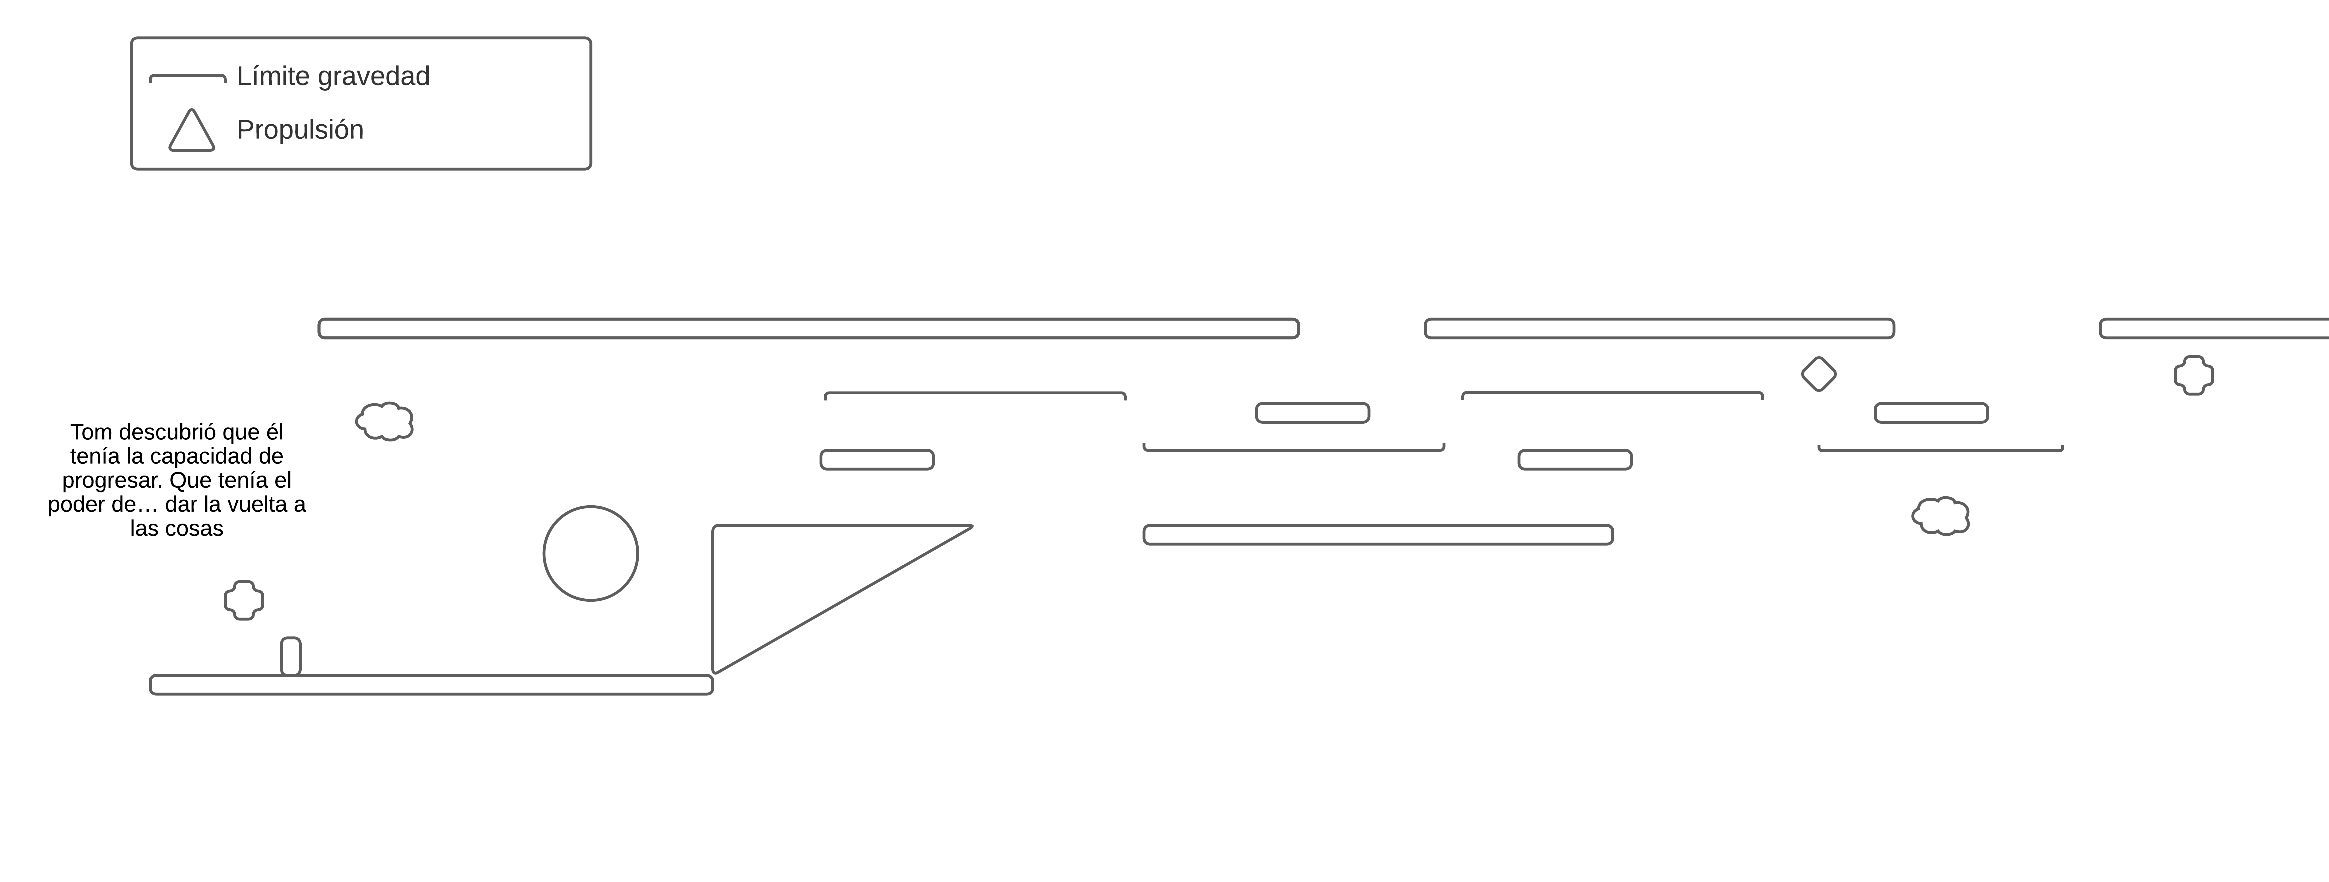 Límite gravedad
Propulsión
Tom descubrió que él
tenía la capacidad de
progresar. Que tenía el
poder de… dar la vuelta a
las cosas